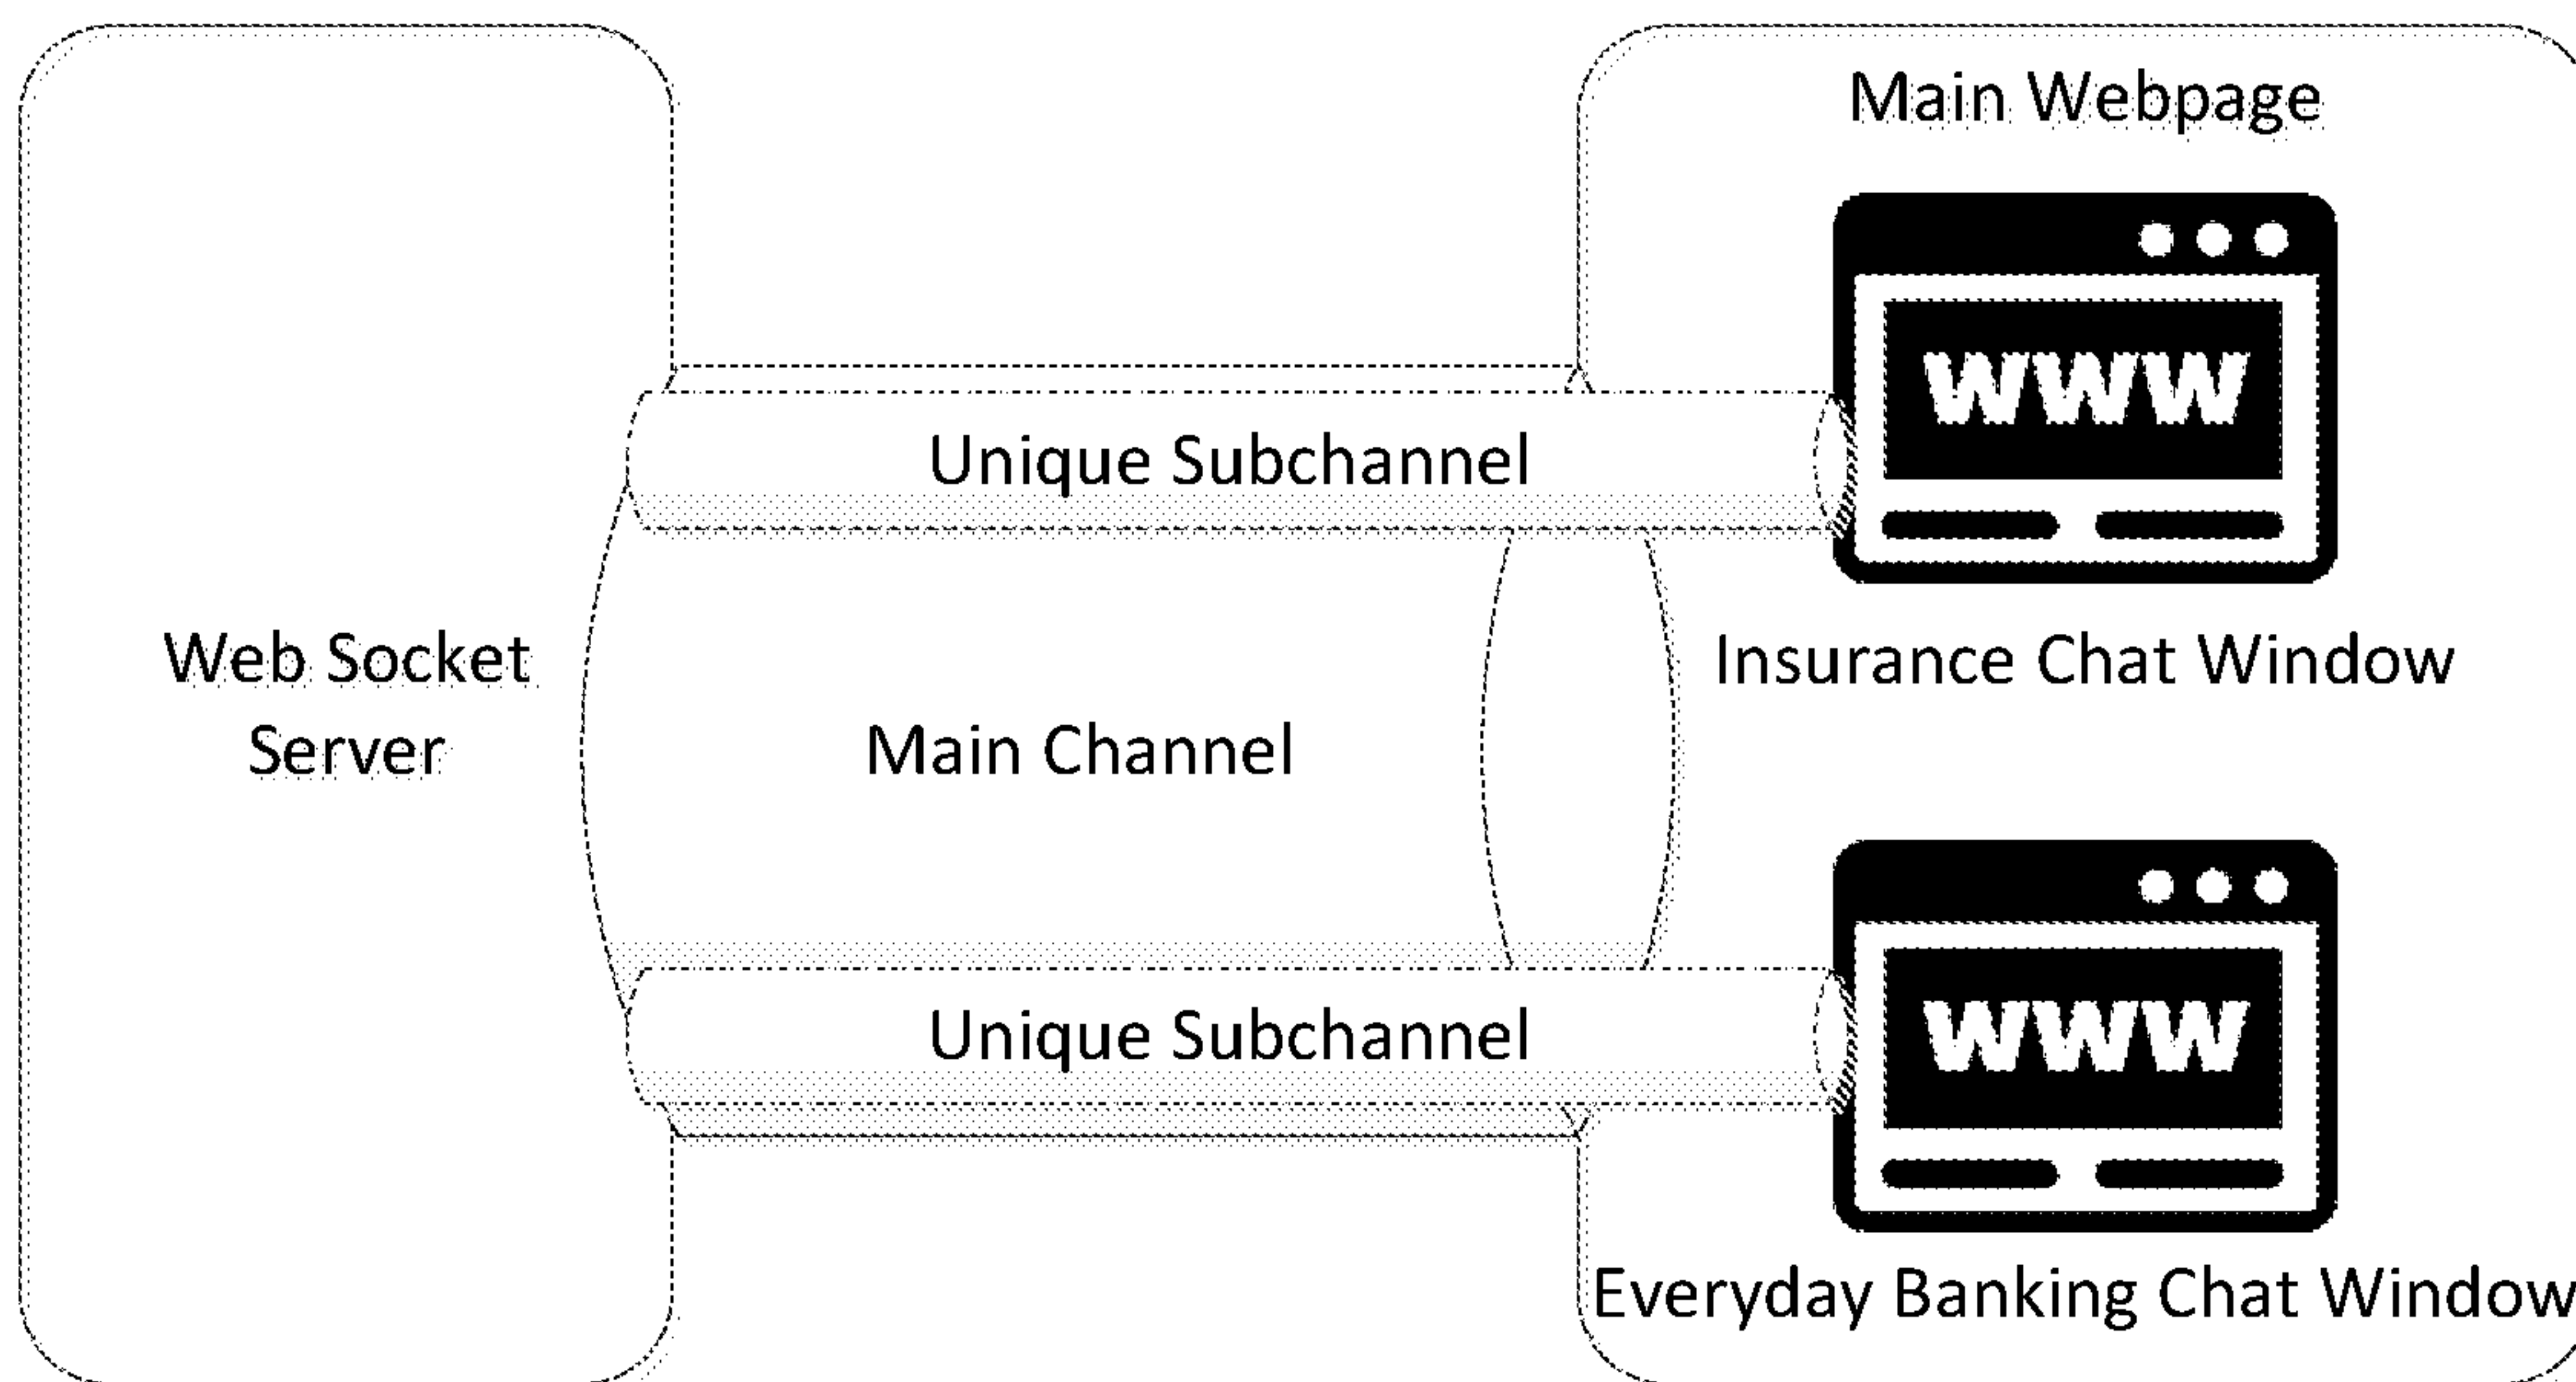 Main Webpage
www
Unique Subchannel
Web Socket
Server
Insurance Chat Window
Main Channel
www
Unique Subchannel
Everyday Banking Chat Window